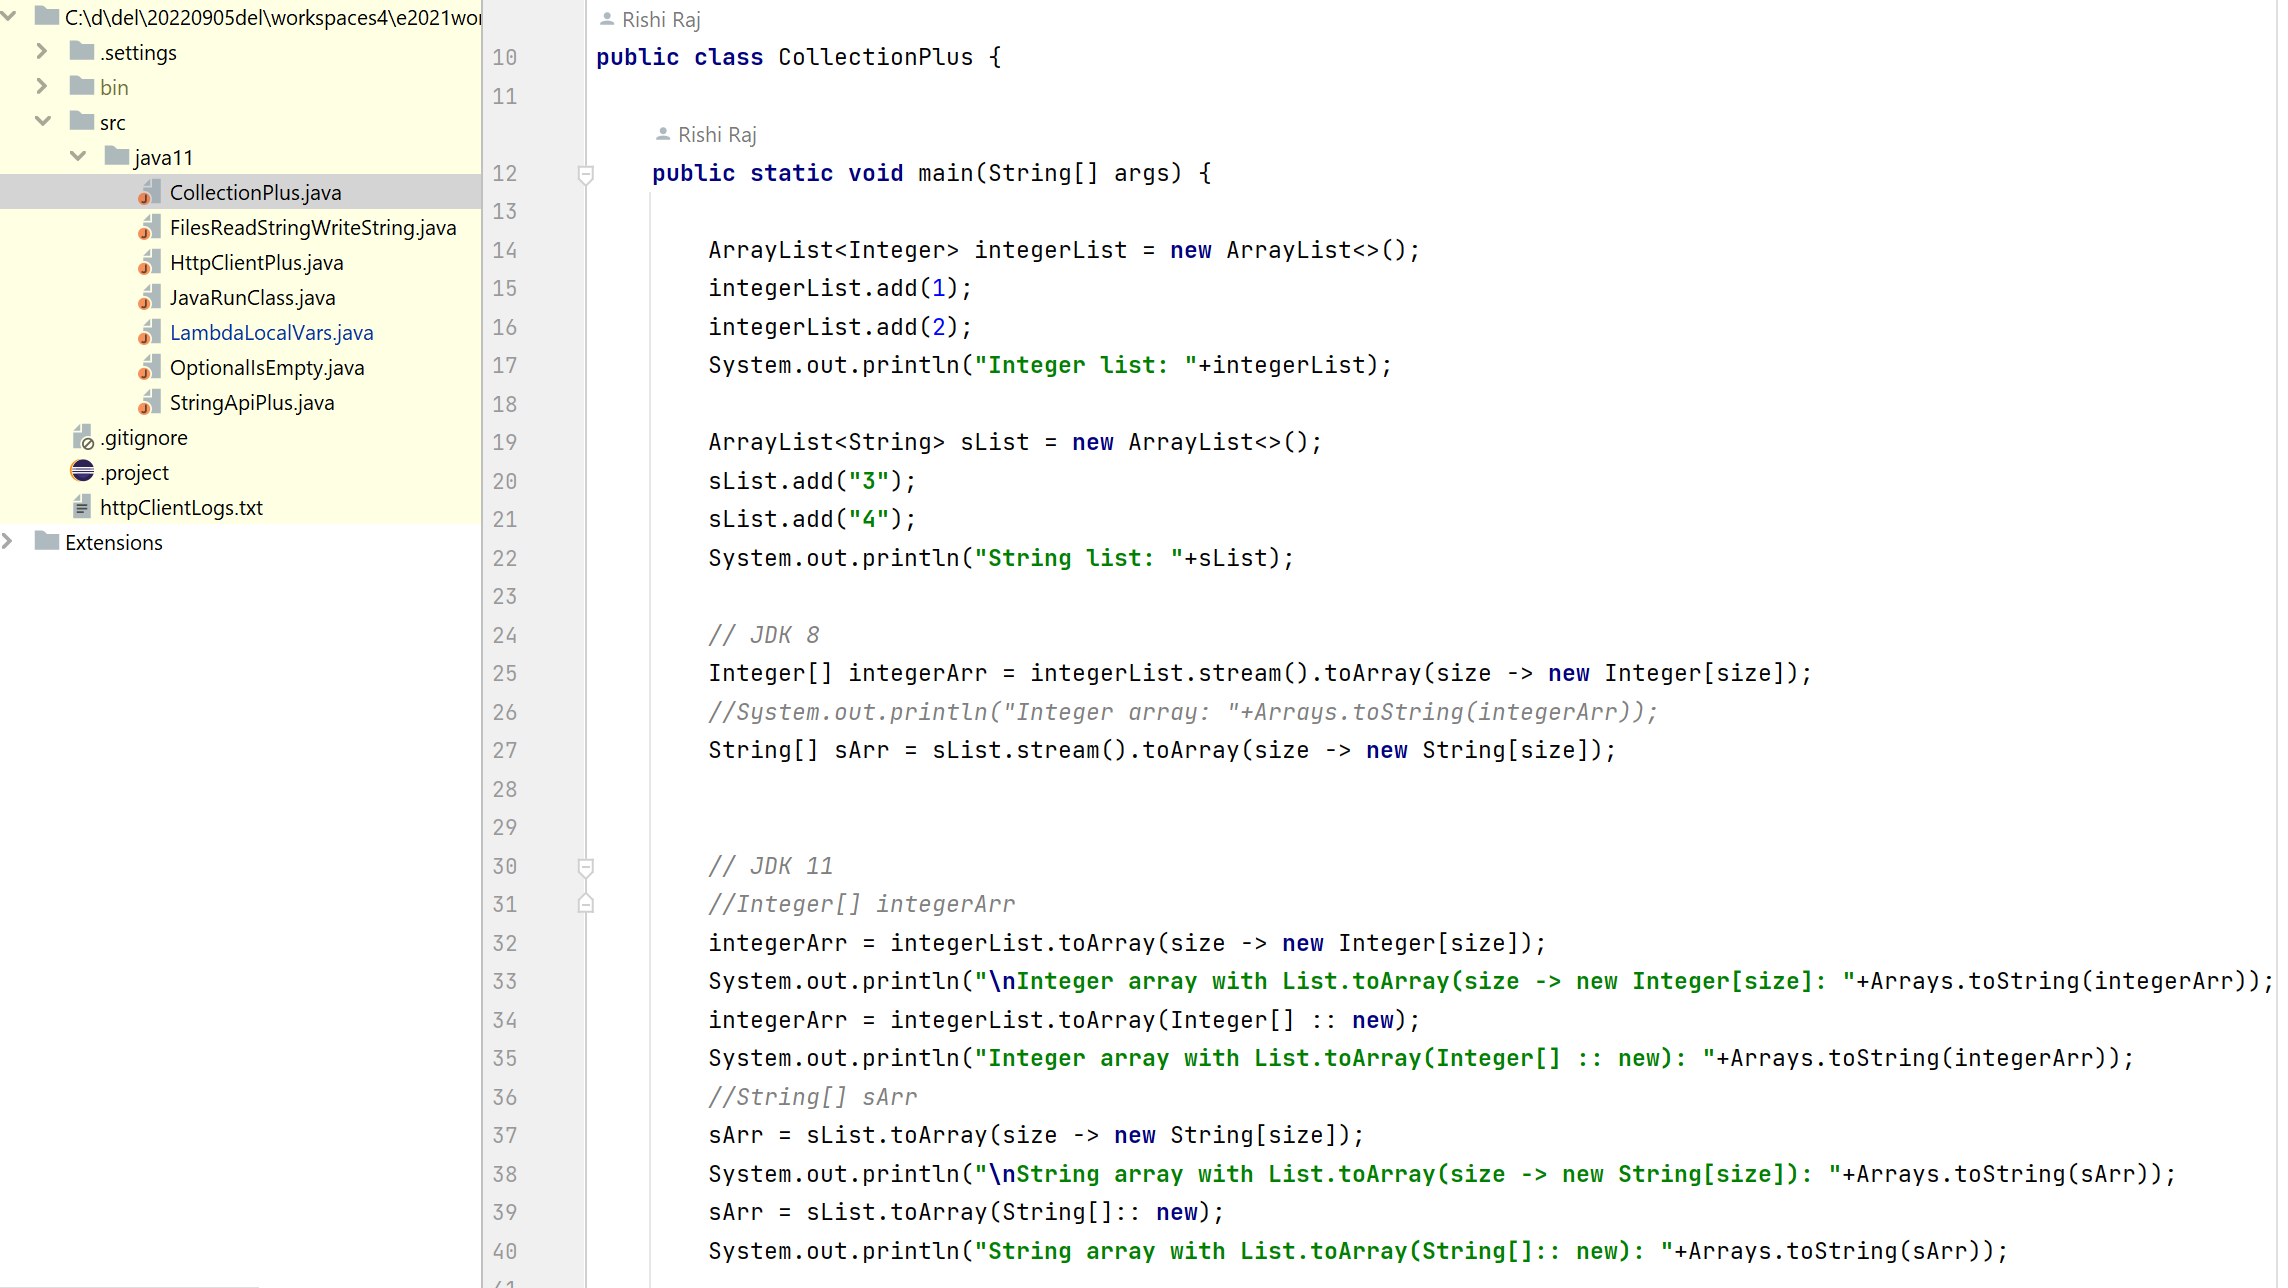 C:\d\del\20220905del\workspaces4\e2021wor
.settings
bin
src
java11
CollectionPlus.java
FilesReadStringWriteString.java
HttpClientPlus.java
JavaRunClass.java
LambdaLocalVars.java
OptionalIsEmpty.java
StringApiPlus.java
.gitignore
.project
httpClientLogs.txt
Extensions
Rishi Raj
10 public class CollectionPlus {
11
Rishi Raj
12 public static void main(String[] args) {
13
14 ArrayList<Integer> integerList = new ArrayList<>();
15 integerList.add(1);
16 integerList.add(2);
17 System.out.println("Integer list: "+integerList);
18
19 ArrayList<String> sList = new ArrayList<>();
20 sList.add("3");
21 sList.add("4");
22 System.out.println("String list: "+sList);
23
24 // JDK 8
25 Integer[] integerArr = integerList.stream().toArray(size -> new Integer[size]);
26 //System.out.println("Integer array: "+Arrays.toString(integerArr));
27 String[] sArr = sList.stream().toArray(size -> new String[size]);
28
29
30 // JDK 11
31 //Integer[] integerArr
32 integerArr = integerList.toArray(size -> new Integer[size]);
33 System.out.println("\nInteger array with List.toArray(size -> new Integer[size]: "+Arrays.toString(integerArr));
34 integerArr = integerList.toArray(Integer[] :: new);
35 System.out.println("Integer array with List.toArray(Integer[] :: new): "+Arrays.toString(integerArr));
36 //String[] sArr
37 sArr = sList.toArray(size -> new String[size]);
38 System.out.println("\nString array with List.toArray(size -> new String[size]): "+Arrays.toString(sArr));
39 sArr = sList.toArray(String[]:: new);
40 System.out.println("String array with List.toArray(String[]:: new): "+Arrays.toString(sArr));